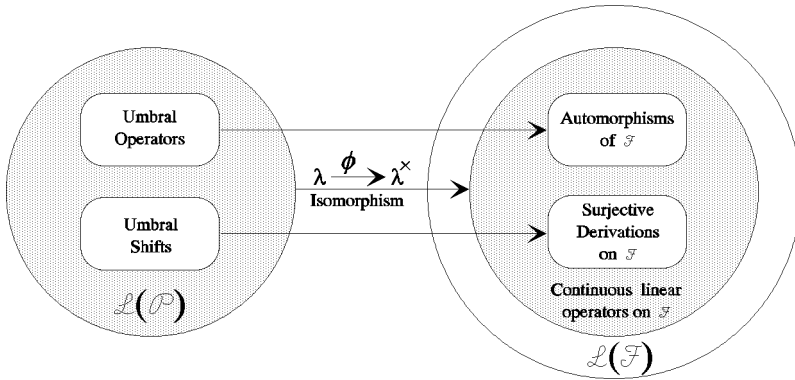 Umbral
Operators
Automorphisms
of ℱ
ϕ
λ → λ×
Isomorphism
Umbral
Shifts
Surjective
Derivations
on ℱ
Continuous linear
operators on ℱ
ℒ(𝒫)
ℒ(ℱ)